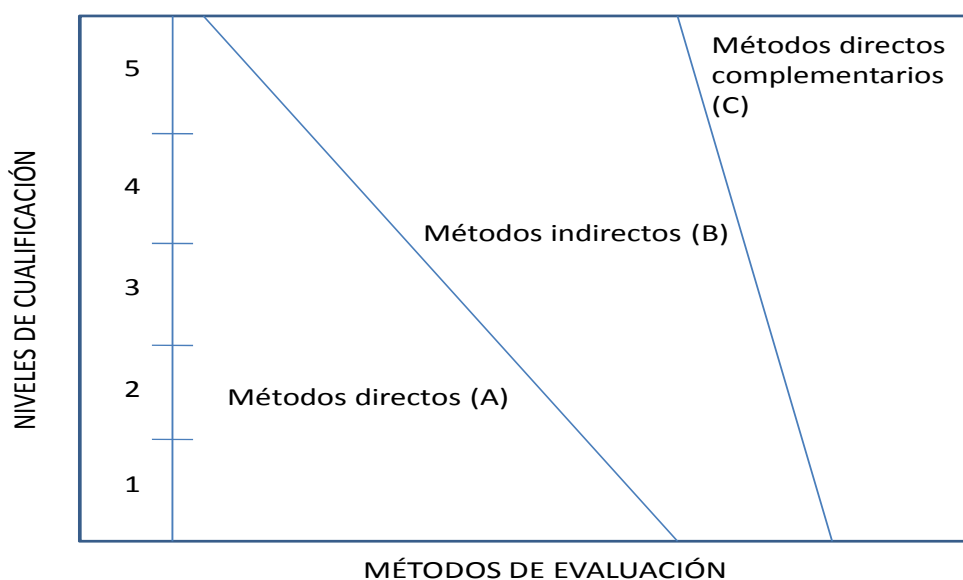 NIVELES DE CUALIFICACIÓN
5
4
3
2
1
Métodos directos (A)
Métodos indirectos (B)
Métodos directos
complementarios
(C)
MÉTODOS DE EVALUACIÓN